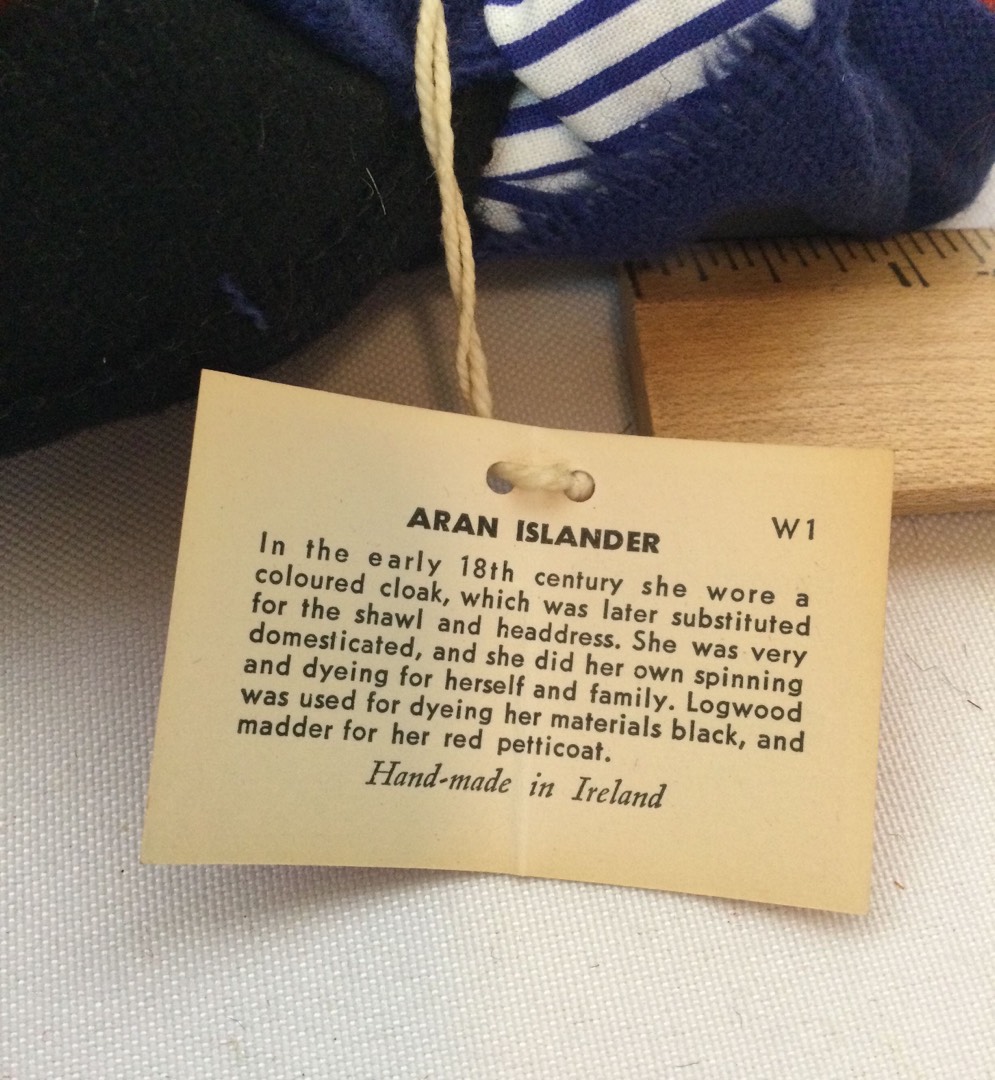 ARAN ISLANDER W1
In the early 18th century she wore a
coloured cloak, which was later substituted
for the shawl and headdress. She was very
domesticated, and she did her own spinning
and dyeing for herself and family. Logwood
was used for dyeing her materials black, and
madder for her red petticoat.
Hand-made in Ireland